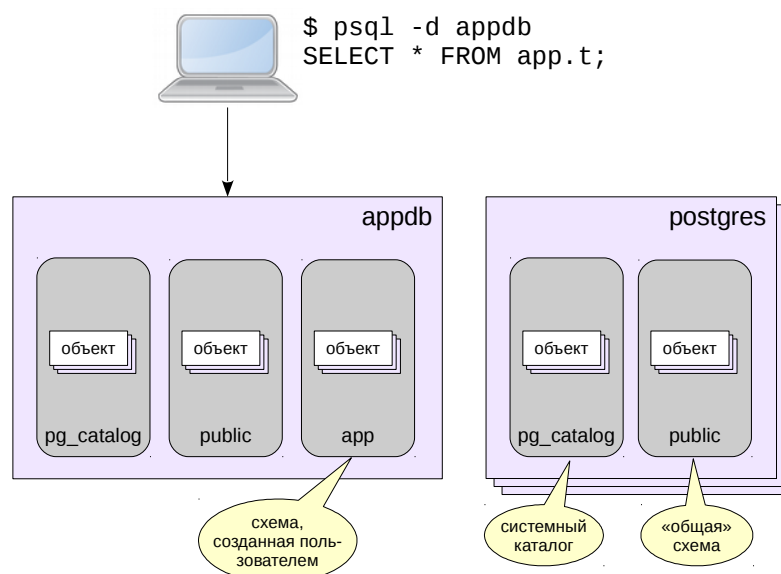 $ psql -d appdb
SELECT * FROM app.t;
appdb
postgres
объект
объект
объект
объект
объект
pg_catalog
public
app
pg_catalog
public
схема,
созданная поль-
зователем
системный
каталог
«общая»
схема